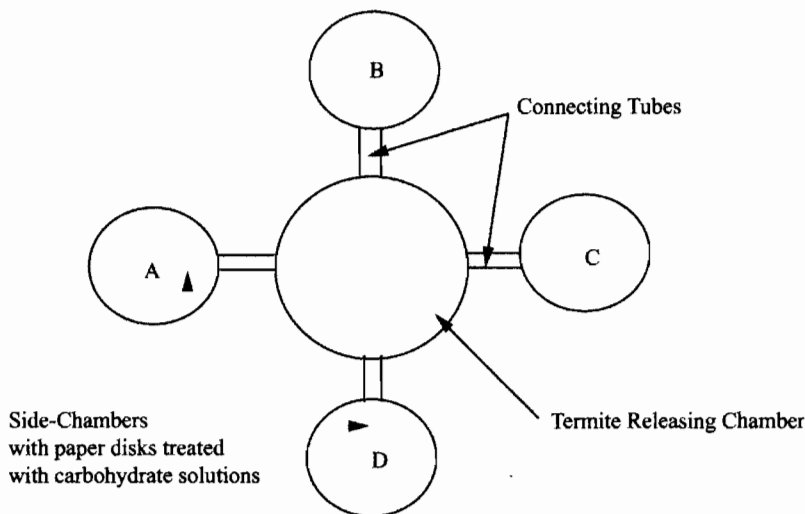 B
Connecting Tubes
A
C
Termite Releasing Chamber
Side-Chambers
with paper disks treated
with carbohydrate solutions
D